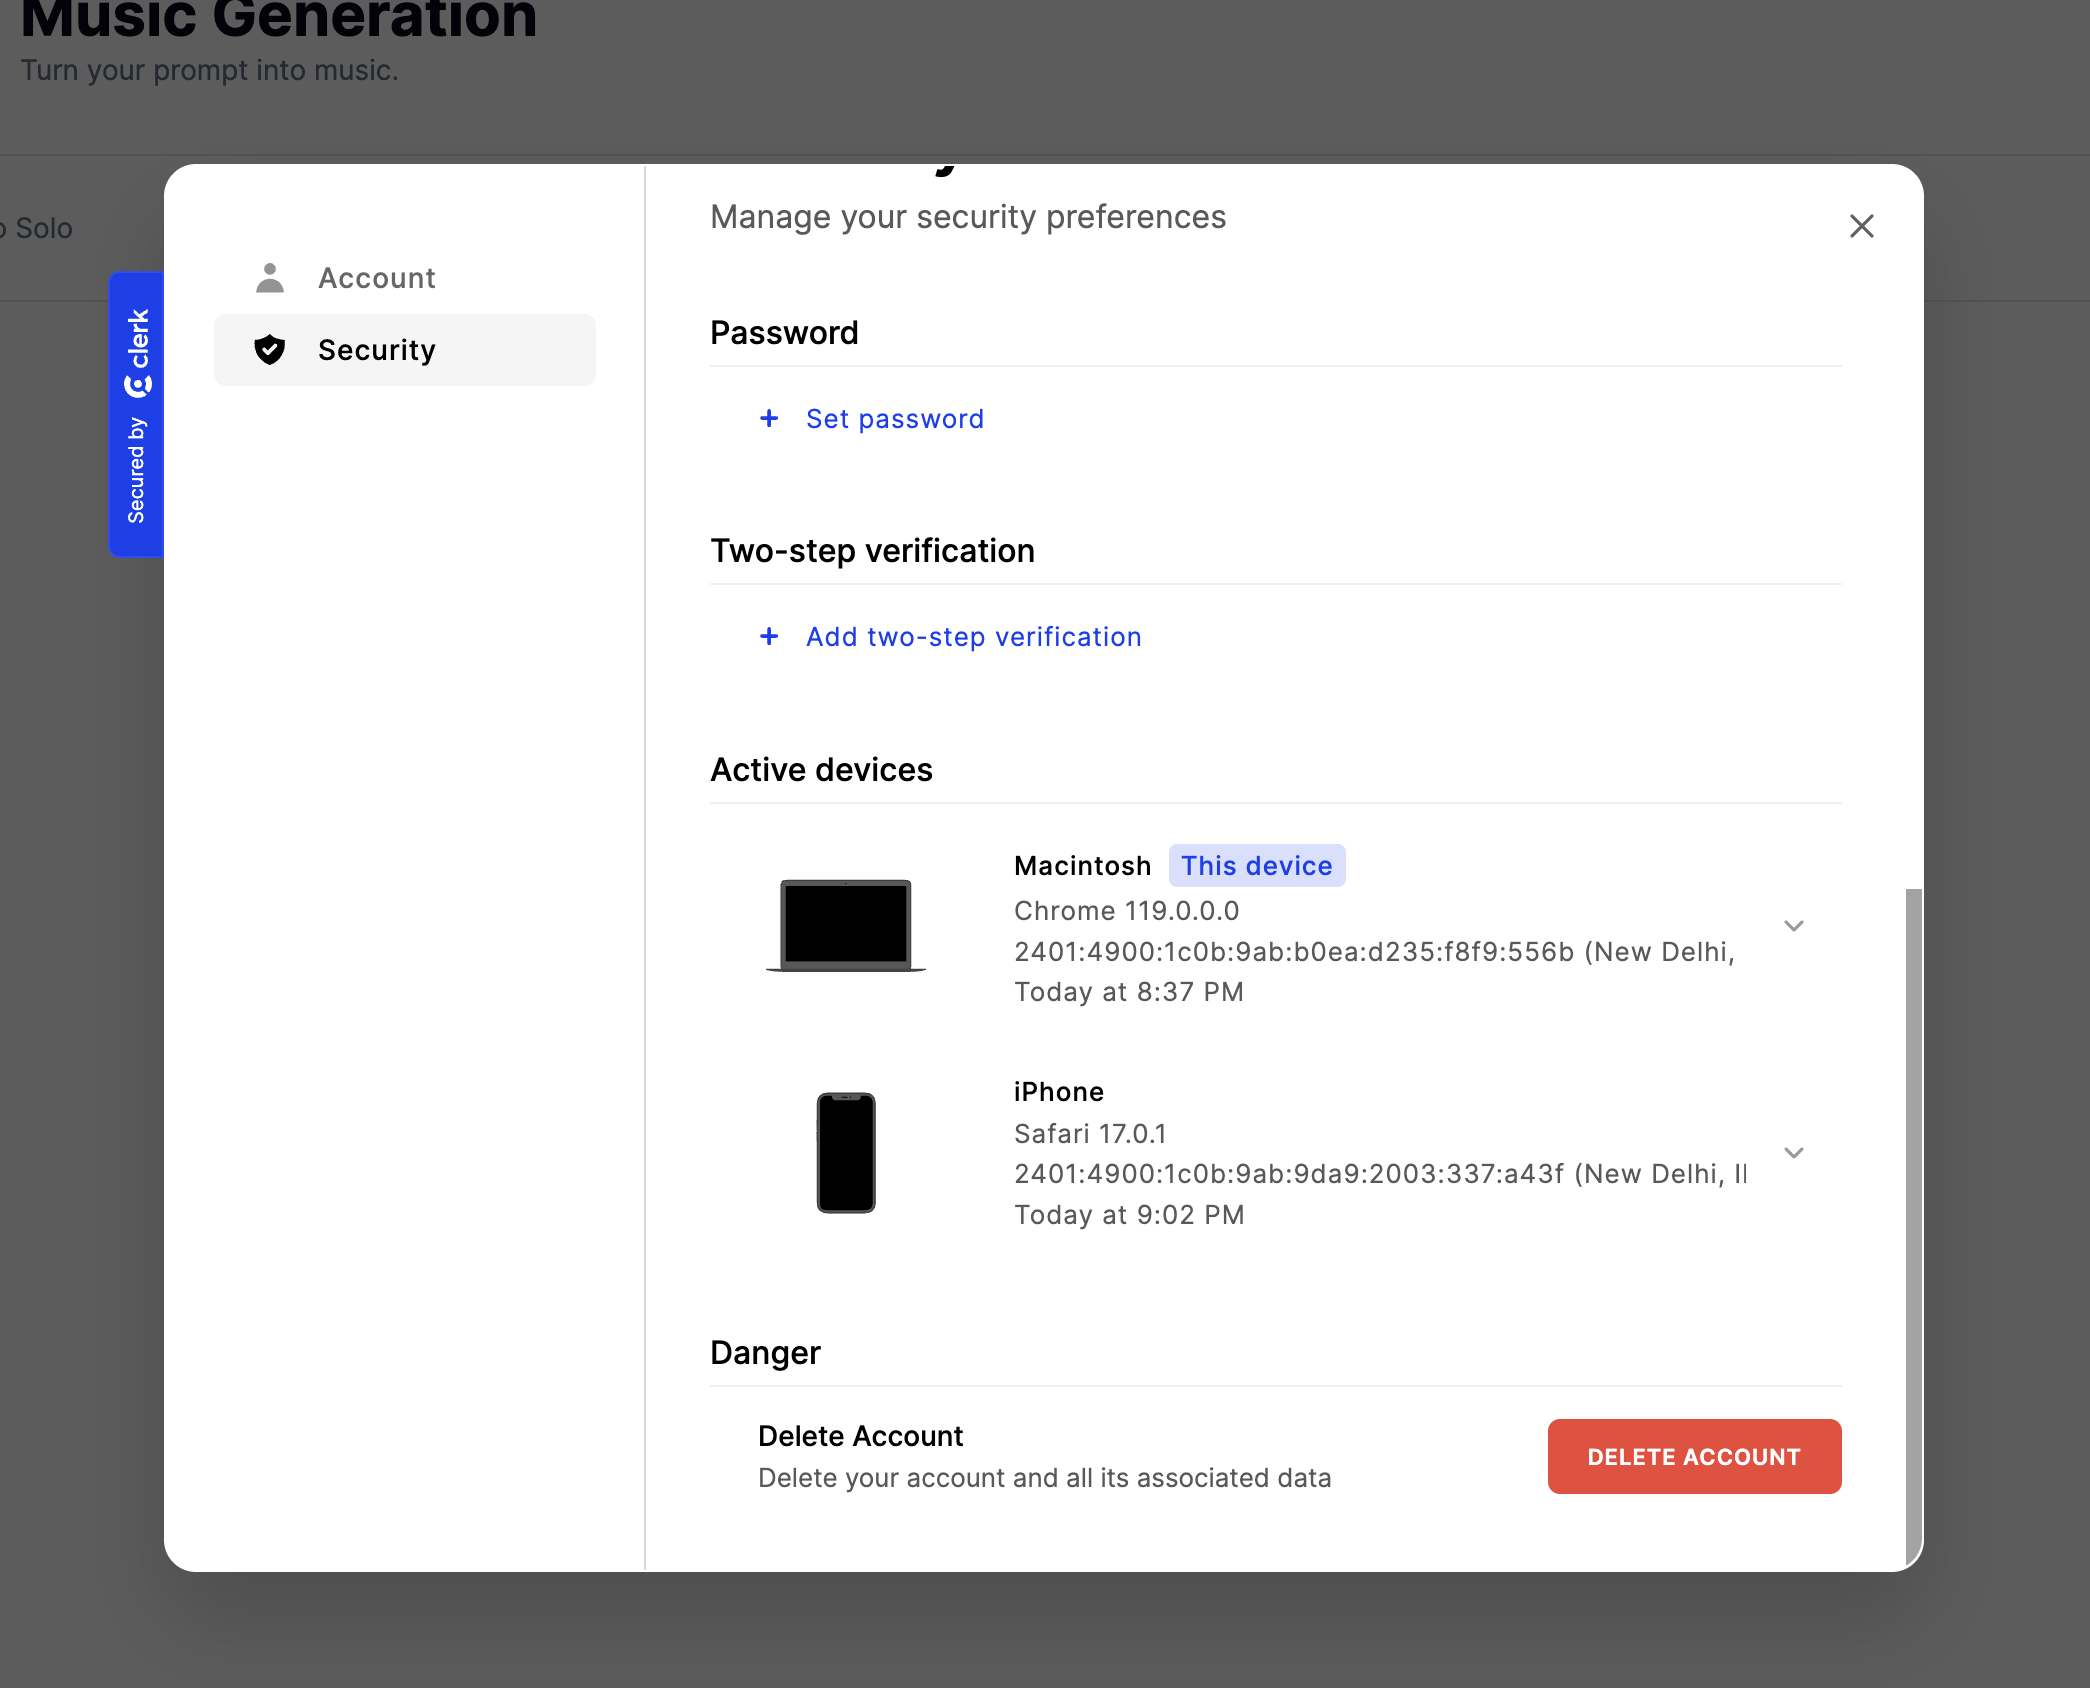 Music Generation
Turn your prompt into music.
Solo
Secured by clerk
Account
Security
Manage your security preferences
Password
+ Set password
Two-step verification
+ Add two-step verification
Active devices
Macintosh This device
Chrome 119.0.0.0
2401:4900:1c0b:9ab:b0ea:d235:f8f9:556b (New Delhi,
Today at 8:37 PM
iPhone
Safari 17.0.1
2401:4900:1c0b:9ab:9da9:2003:337:a43f (New Delhi,
Today at 9:02 PM
Danger
Delete Account
Delete your account and all its associated data
DELETE ACCOUNT